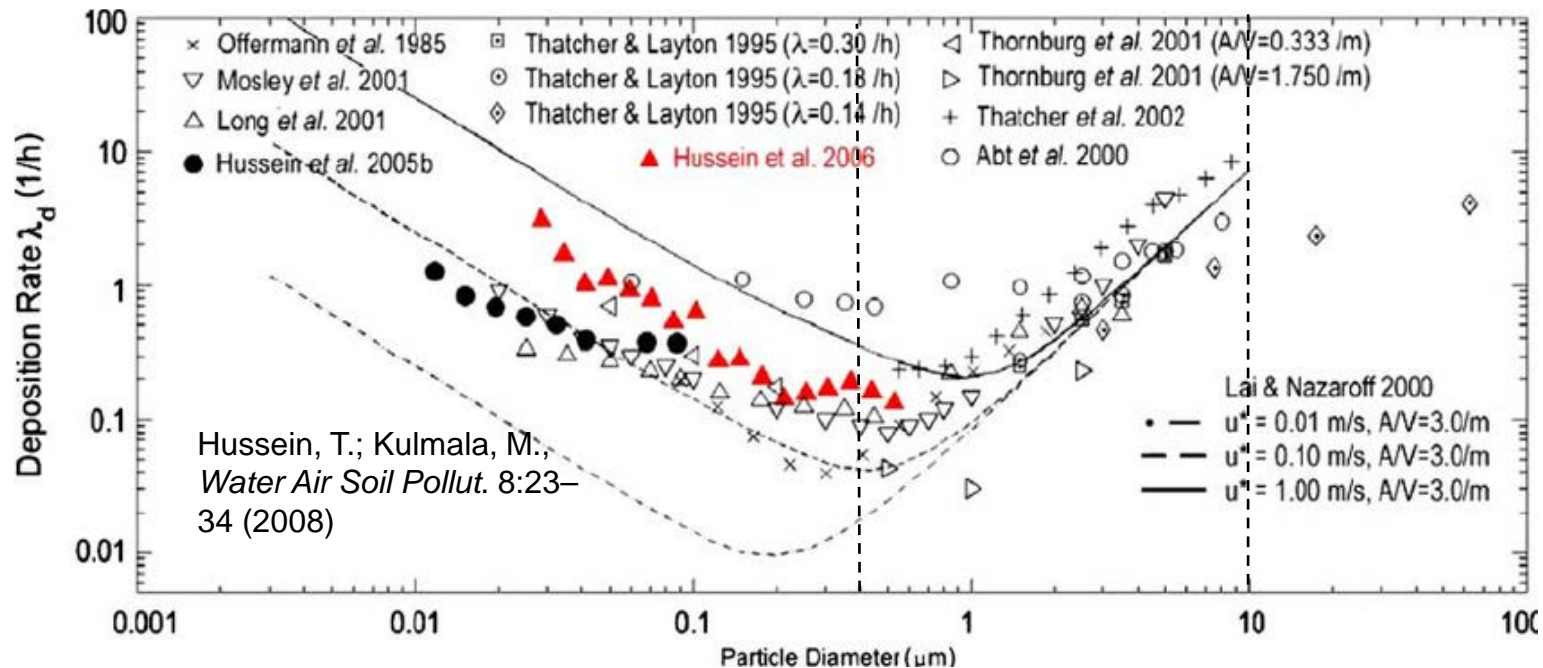 100
10
1
0.1
0.01
Deposition Rate λd (1/h)
× Offermann et al. 1985
▽ Mosley et al. 2001
△ Long et al. 2001
● Hussein et al. 2005b
Thatcher & Layton 1995 (λ=0.30 /h)
Thatcher & Layton 1995 (λ=0.18 /h)
Thatcher & Layton 1995 (λ=0.14 /h)
▲ Hussein et al. 2006
Thornburg et al. 2001 (A/V=0.333 /m)
Thornburg et al. 2001 (A/V=1.750 /m)
+ Thatcher et al. 2002
○ Abt et al. 2000
Hussein, T.; Kulmala, M.,
Water Air Soil Pollut. 8:23–
34 (2008)
Lai & Nazaroff 2000
u* = 0.01 m/s, A/V=3.0/m
u* = 0.10 m/s, A/V=3.0/m
u* = 1.00 m/s, A/V=3.0/m
0.001
0.01
0.1
1
10
100
Particle Diameter (µm)